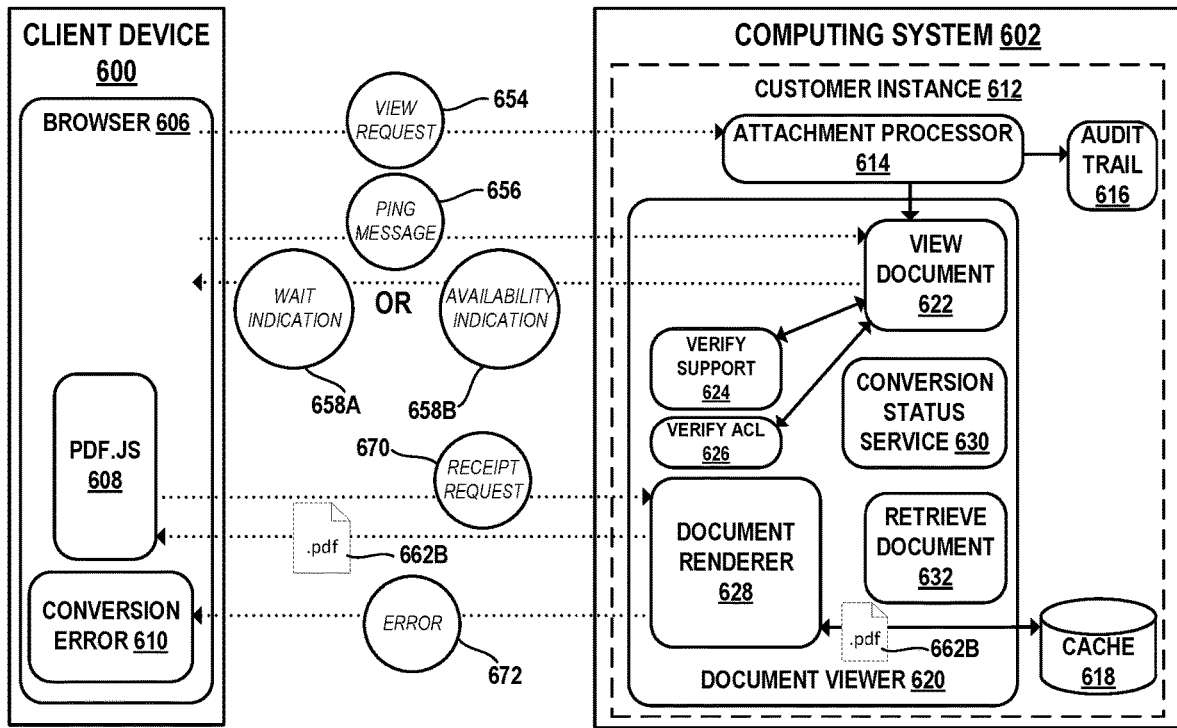 CLIENT DEVICE
600
BROWSER 606
PDF.JS
608
CONVERSION
ERROR 610
VIEW
REQUEST
654
PING
MESSAGE
656
WAIT
INDICATION
OR
AVAILABILITY
INDICATION
658A
658B
670
RECEIPT
REQUEST
.pdf
662B
ERROR
672
COMPUTING SYSTEM 602
CUSTOMER INSTANCE 612
ATTACHMENT PROCESSOR
614
AUDIT
TRAIL
616
VIEW
DOCUMENT
622
VERIFY
SUPPORT
624
VERIFY ACL
626
CONVERSION
STATUS
SERVICE 630
DOCUMENT
RENDERER
628
RETRIEVE
DOCUMENT
632
.pdf
662B
CACHE
618
DOCUMENT VIEWER 620